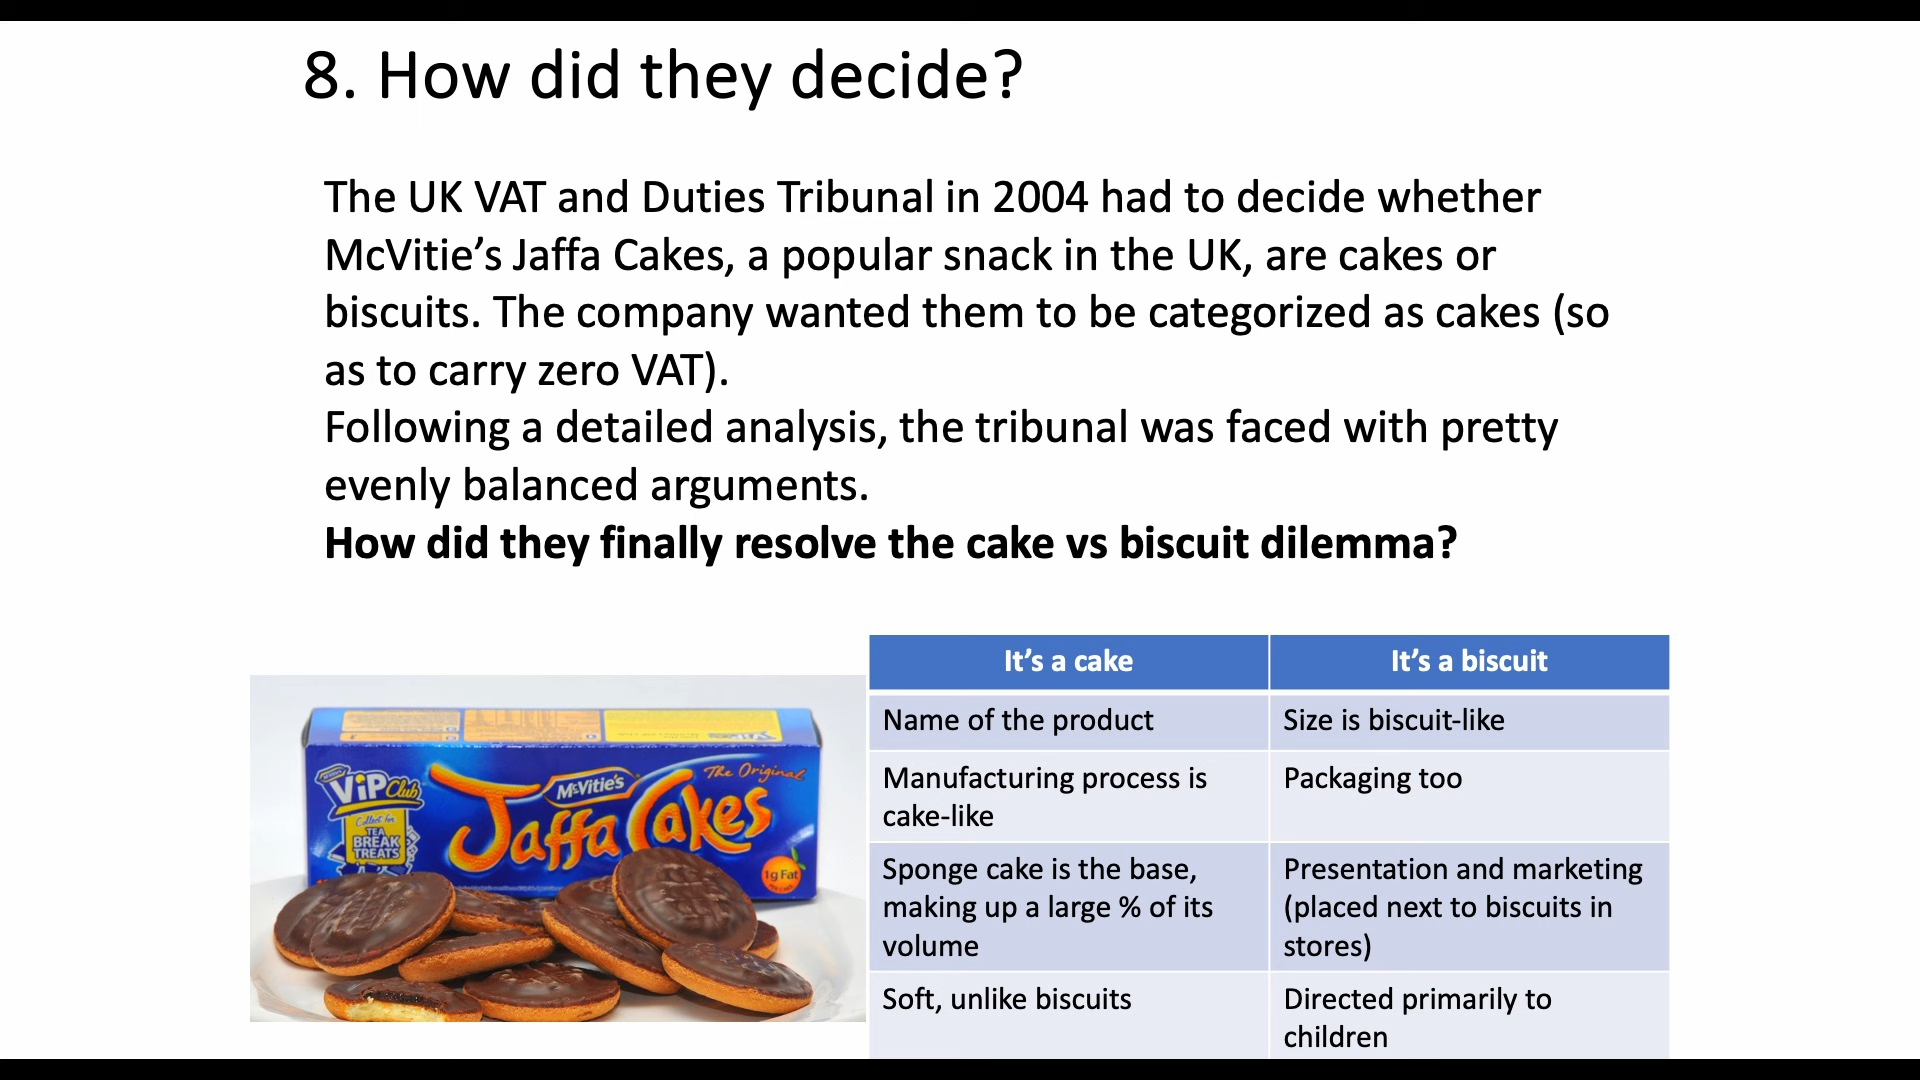 8. How did they decide?
The UK VAT and Duties Tribunal in 2004 had to decide whether
McVitie's Jaffa Cakes, a popular snack in the UK, are cakes or
biscuits. The company wanted them to be categorized as cakes (so
as to carry zero VAT).
Following a detailed analysis, the tribunal was faced with pretty
evenly balanced arguments.
How did they finally resolve the cake vs biscuit dilemma?
It's a cake
It's a biscuit
Name of the product
Size is biscuit-like
Manufacturing process is
cake-like
Packaging too
Sponge cake is the base,
making up a large % of its
volume
Presentation and marketing
(placed next to biscuits in
stores)
Soft, unlike biscuits
Directed primarily to
children
ViP Club
Collect for
TEA
BREAK
TREATS
McVitie's
The Original
Jaffa Cakes
1g Fat